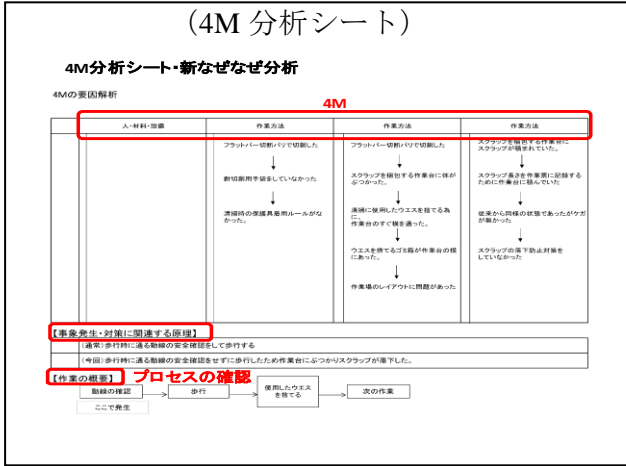 （4M 分析シート）
4M分析シート・新なぜなぜ分析
4Mの要因解析
4M
人・材料・設備
作業方法
作業方法
作業方法
フラットバー切断バリで切創した
↓
耐切創用手袋をしていなかった
↓
清掃時の保護具着用ルールがな
かった。
フラットバー切断バリで切創した
↓
スクラップを梱包する作業台に体が
ぶつかった。
↓
清掃に使用したウエスを捨てる為
に、
作業台のすぐ横を通った。
↓
ウエスを捨てるゴミ箱が作業台の横
にあった。
↓
作業場のレイアウトに問題があった
スクラップを梱包する作業台に
スクラップが積まれていた。
↓
スクラップ長さを作業票に記録する
ために作業台に積んでいた
↓
従来から同様の状態であったがケガ
が無かった
↓
スクラップの落下防止対策を
していなかった
【事象発生・対策に関連する原理】
（通常）歩行時に通る動線の安全確認をして歩行する
（今回）歩行時に通る動線の安全確認をせずに歩行したため作業台にぶつかりスクラップが落下した。
【作業の概要】 プロセスの確認
動線の確認
→
歩行
→
使用したウエス
を捨てる
→
次の作業
ここで発生